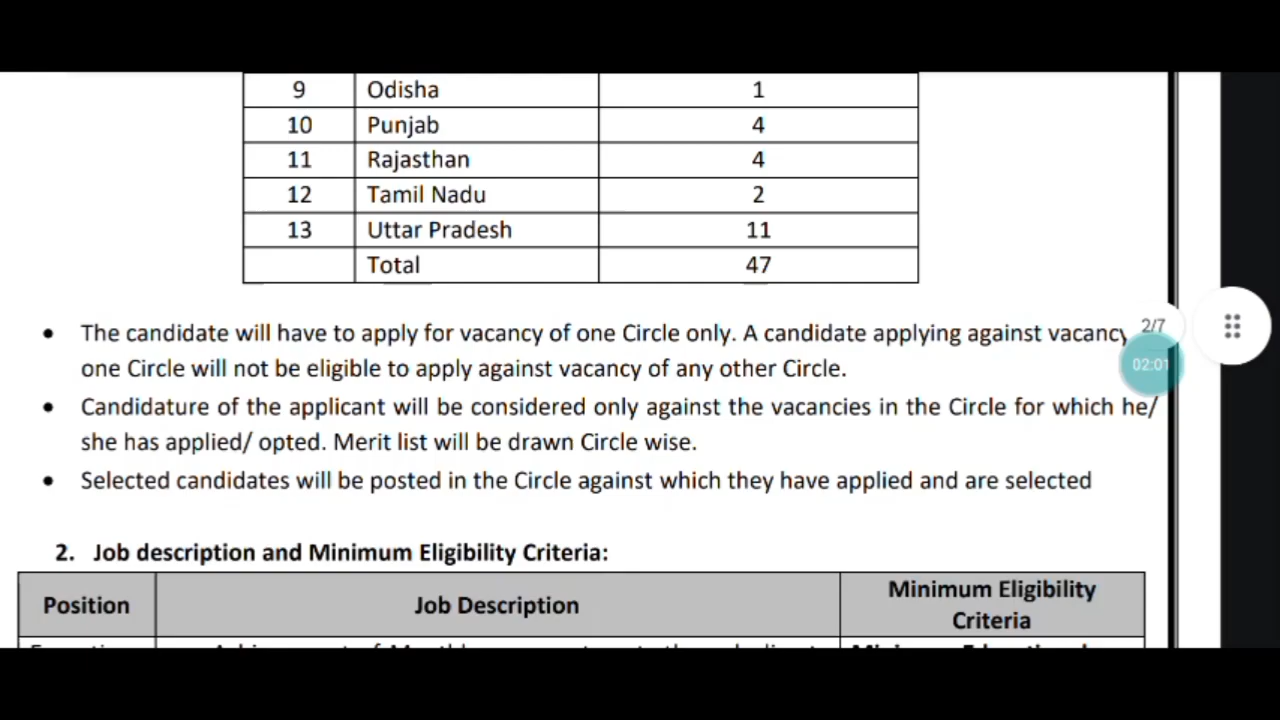 9 Odisha 1
10 Punjab 4
11 Rajasthan 4
12 Tamil Nadu 2
13 Uttar Pradesh 11
Total 47
• The candidate will have to apply for vacancy of one Circle only. A candidate applying against vacancy
one Circle will not be eligible to apply against vacancy of any other Circle.
• Candidature of the applicant will be considered only against the vacancies in the Circle for which he/
she has applied/ opted. Merit list will be drawn Circle wise.
• Selected candidates will be posted in the Circle against which they have applied and are selected
2/7
02:01
2. Job description and Minimum Eligibility Criteria:
Position Job Description Minimum Eligibility
Criteria